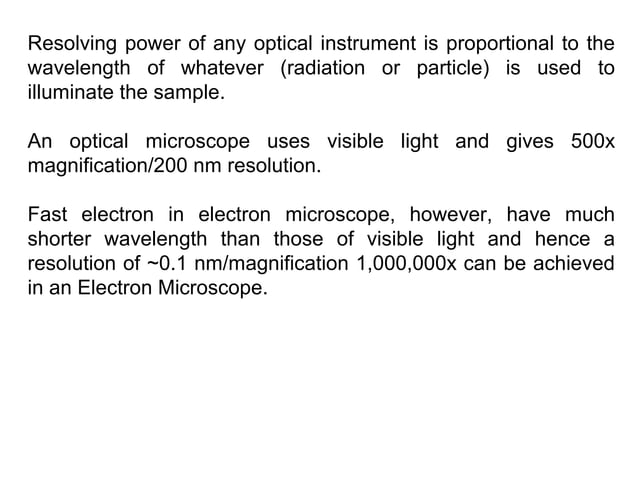 Resolving power of any optical instrument is proportional to the
wavelength of whatever (radiation or particle) is used to
illuminate the sample.
An optical microscope uses visible light and gives 500x
magnification/200 nm resolution.
Fast electron in electron microscope, however, have much
shorter wavelength than those of visible light and hence a
resolution of ~0.1 nm/magnification 1,000,000x can be achieved
in an Electron Microscope.